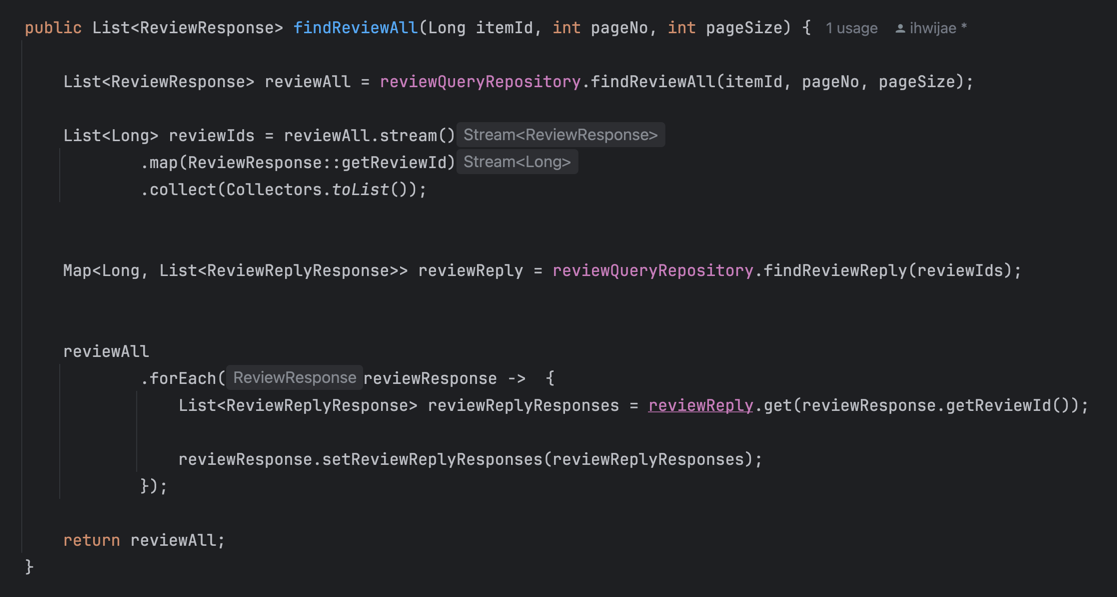 public List<ReviewResponse> findReviewAll(Long itemId, int pageNo, int pageSize) {  1 usage  ihwijae *
List<ReviewResponse> reviewAll = reviewQueryRepository.findReviewAll(itemId, pageNo, pageSize);
List<Long> reviewIds = reviewAll.stream() Stream<ReviewResponse>
.map(ReviewResponse::getReviewId) Stream<Long>
.collect(Collectors.toList());
Map<Long, List<ReviewReplyResponse>> reviewReply = reviewQueryRepository.findReviewReply(reviewIds);
reviewAll
.forEach( ReviewResponse reviewResponse ->  {
List<ReviewReplyResponse> reviewReplyResponses = reviewReply.get(reviewResponse.getReviewId());
reviewResponse.setReviewReplyResponses(reviewReplyResponses);
});
return reviewAll;
}